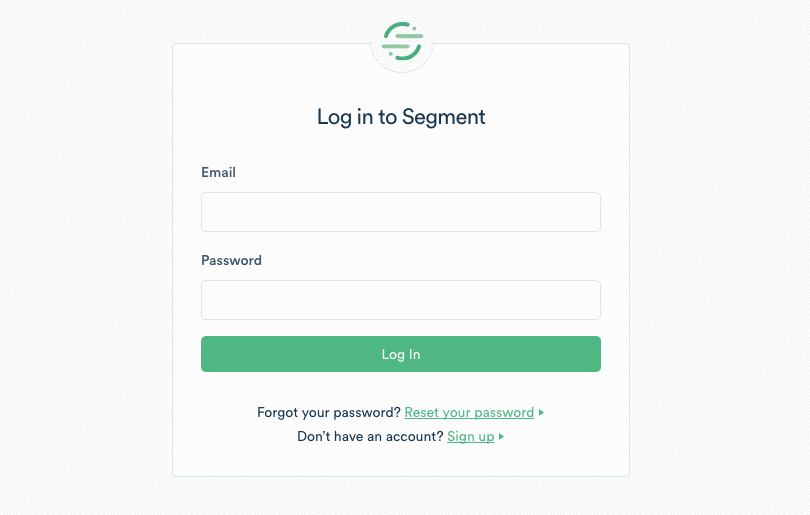 Log in to Segment
Email
Password
Log In
Forgot your password? Reset your password
Don't have an account? Sign up